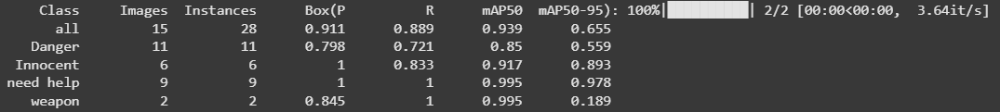 Class Images Instances Box(P R mAP50 mAP50-95): 100%|██████████| 2/2 [00:00<00:00, 3.64it/s]
all 15 28 0.911 0.889 0.939 0.655
Danger 11 11 0.798 0.721 0.85 0.559
Innocent 6 6 1 0.833 0.917 0.893
need help 9 9 1 1 0.995 0.978
weapon 2 2 0.845 1 0.995 0.189